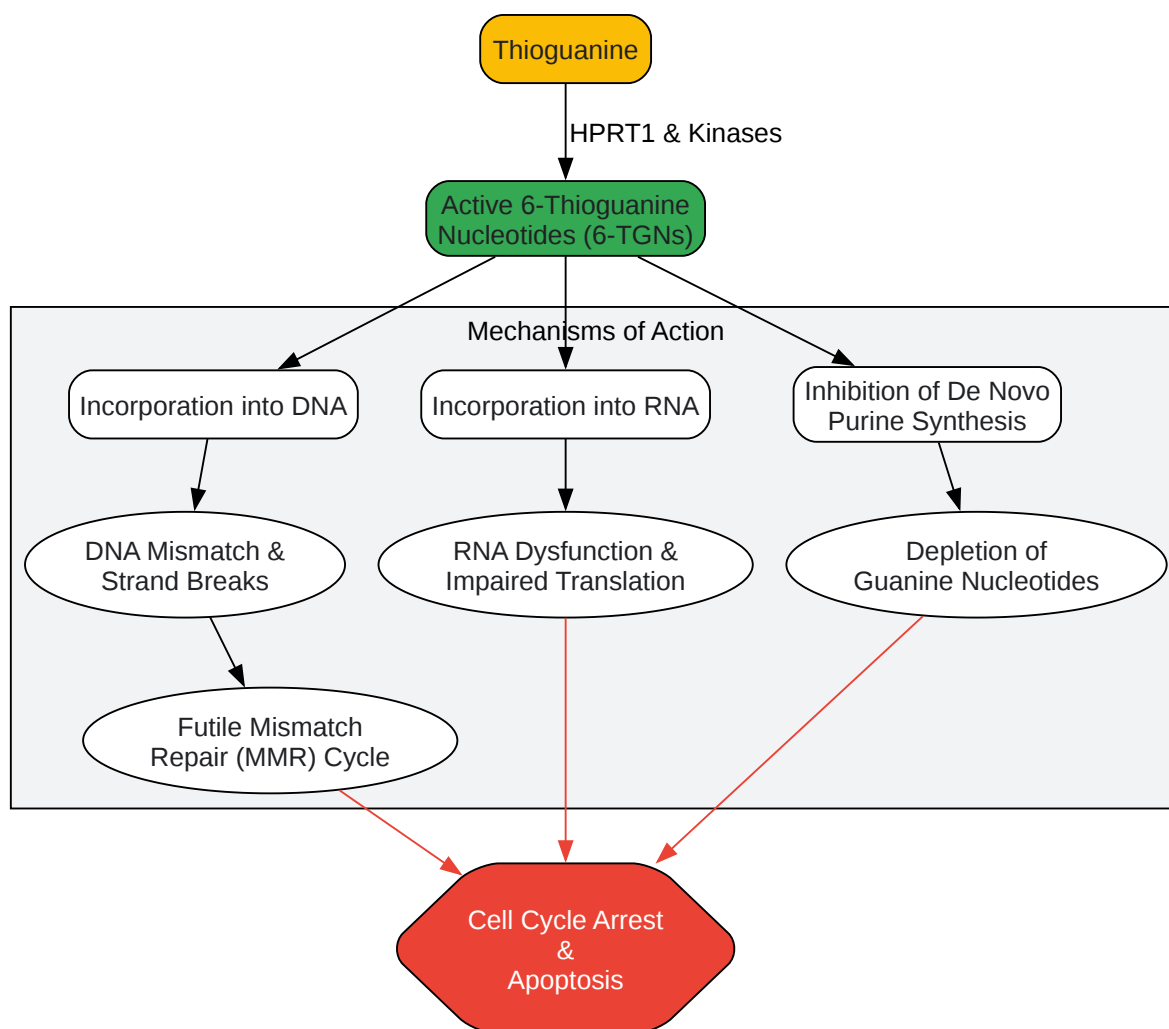 Thioguanine
HPRT1 & Kinases
Active 6-Thioguanine
Nucleotides (6-TGNs)
Mechanisms of Action
Incorporation into DNA
Incorporation into RNA
Inhibition of De Novo
Purine Synthesis
DNA Mismatch &
Strand Breaks
RNA Dysfunction &
Impaired Translation
Depletion of
Guanine Nucleotides
Futile Mismatch
Repair (MMR) Cycle
Cell Cycle Arrest
&
Apoptosis